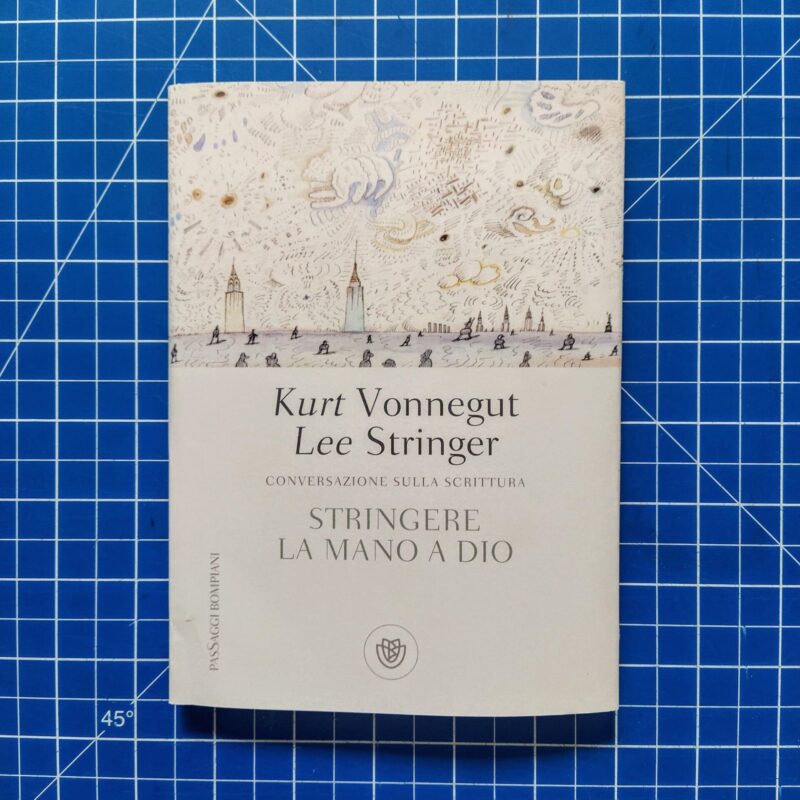 Kurt Vonnegut
Lee Stringer
CONVERSAZIONE SULLA SCRITTURA
STRINGERE
LA MANO A DIO
PASSAGGI BOMPIANI
45°